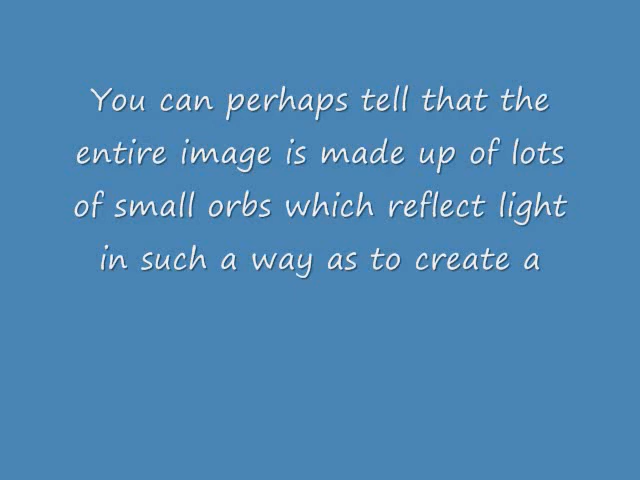 You can perhaps tell that the
entire image is made up of lots
of small orbs which reflect light
in such a way as to create a